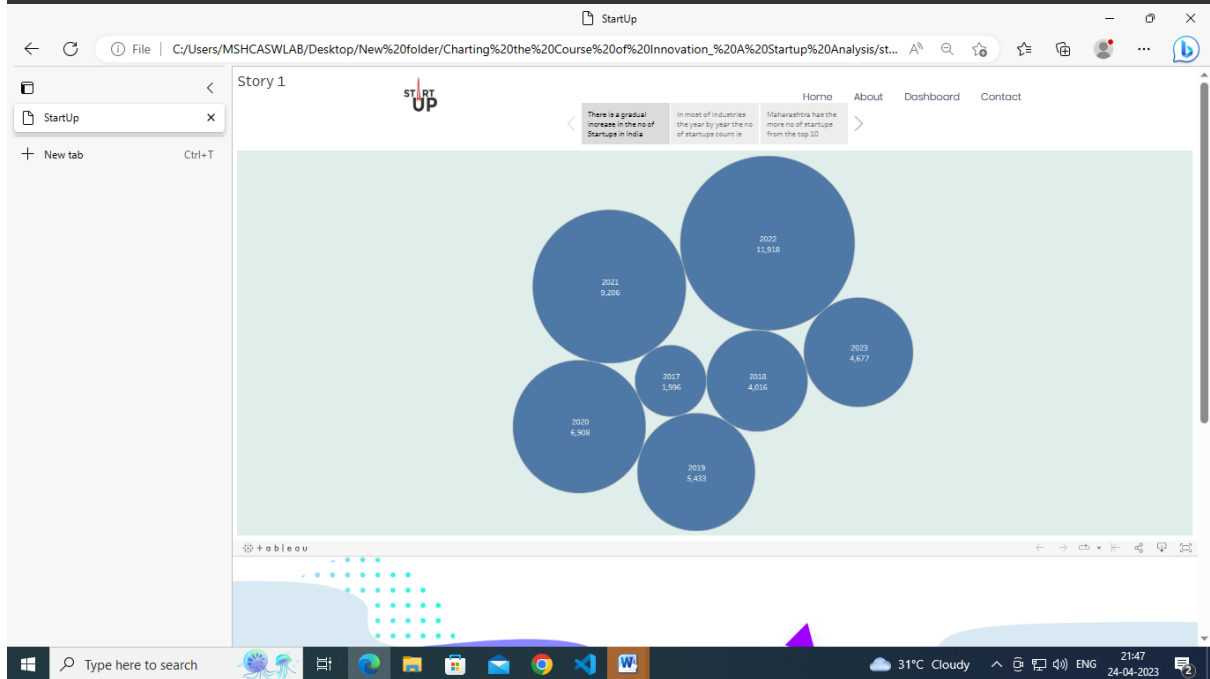 StartUp
File
C:/Users/MSHCASWLAB/Desktop/New%20folder/Charting%20the%20Course%20of%20Innovation_%20A%20Startup%20Analysis/st...
StartUp
New tab
Ctrl+T
Story 1
START
UP
Home About Dashboard Contact
There is a gradual
increase in the no of
Startups in India
In most of industries
the year by year the no
of startups count is
Maharashtra has the
more no of startups
from the top 10
2022
11,918
2021
9,206
2023
4,677
2017
1,996
2018
4,016
2020
6,908
2019
5,433
+ a b l e a u
Type here to search
31°C Cloudy
ENG
21:47
24-04-2023
2